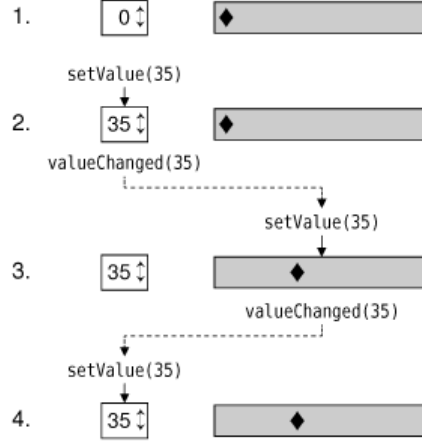 1. 0
setValue(35)
2. 35
valueChanged(35)
setValue(35)
3. 35
valueChanged(35)
setValue(35)
4. 35